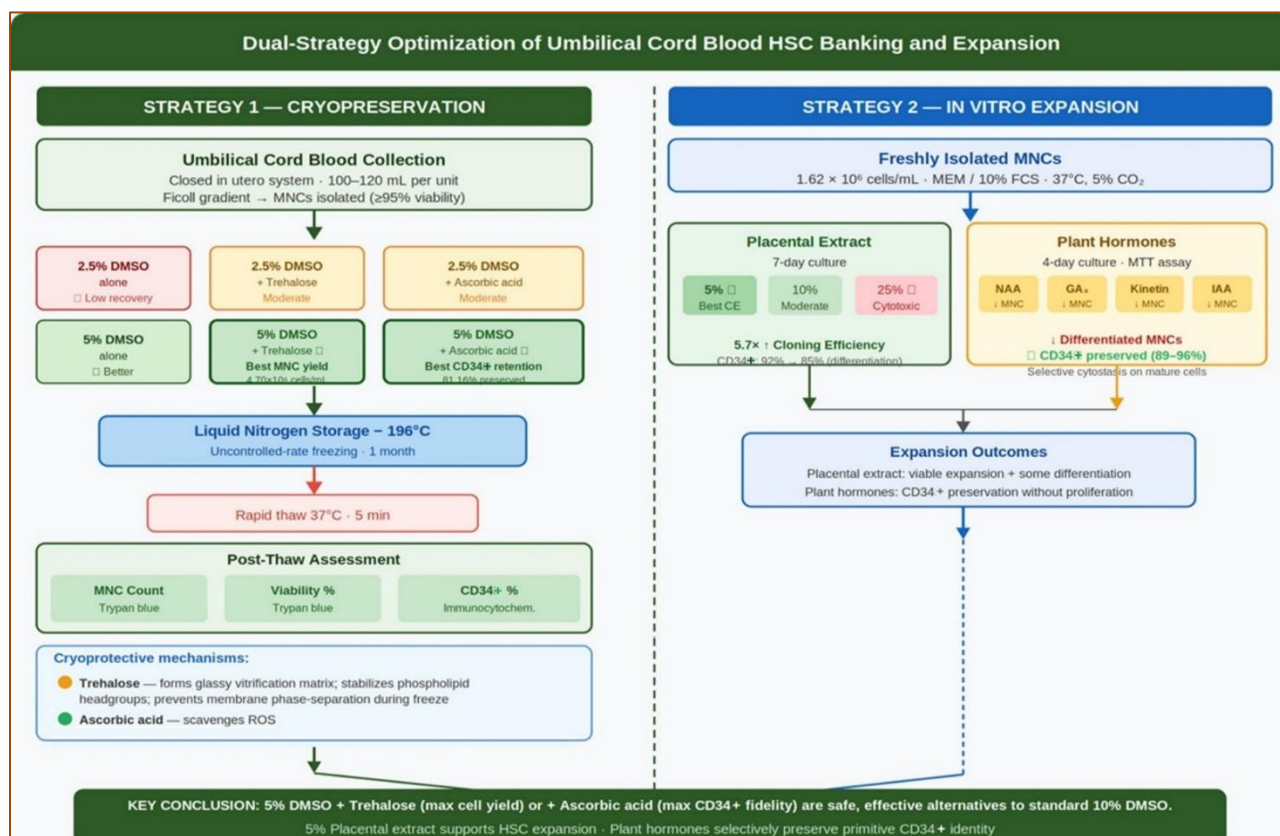 Dual-Strategy Optimization of Umbilical Cord Blood HSC Banking and Expansion
STRATEGY 1 — CRYOPRESERVATION
Umbilical Cord Blood Collection
Closed in utero system · 100–120 mL per unit
Ficoll gradient → MNCs isolated (≥95% viability)
2.5% DMSO
alone
□ Low recovery
2.5% DMSO
+ Trehalose
Moderate
2.5% DMSO
+ Ascorbic acid
Moderate
5% DMSO
alone
□ Better
5% DMSO
+ Trehalose □
Best MNC yield
4.70×10⁵ cells/mL
5% DMSO
+ Ascorbic acid □
Best CD34+ retention
81.16% preserved
Liquid Nitrogen Storage − 196°C
Uncontrolled-rate freezing · 1 month
Rapid thaw 37°C · 5 min
Post-Thaw Assessment
MNC Count
Trypan blue
Viability %
Trypan blue
CD34+ %
Immunocytochem.
Cryoprotective mechanisms:
Trehalose — forms glassy vitrification matrix; stabilizes phospholipid
headgroups; prevents membrane phase-separation during freeze
Ascorbic acid — scavenges ROS
STRATEGY 2 — IN VITRO EXPANSION
Freshly Isolated MNCs
1.62 × 10⁶ cells/mL · MEM / 10% FCS · 37°C, 5% CO₂
Placental Extract
7-day culture
5% □
Best CE
10%
Moderate
25% □
Cytotoxic
5.7× ↑ Cloning Efficiency
CD34+: 92% → 85% (differentiation)
Plant Hormones
4-day culture · MTT assay
NAA
↓ MNC
GA₃
↓ MNC
Kinetin
↓ MNC
IAA
↓ MNC
↓ Differentiated MNCs
□ CD34+ preserved (89–96%)
Selective cytostasis on mature cells
Expansion Outcomes
Placental extract: viable expansion + some differentiation
Plant hormones: CD34+ preservation without proliferation
KEY CONCLUSION: 5% DMSO + Trehalose (max cell yield) or + Ascorbic acid (max CD34+ fidelity) are safe, effective alternatives to standard 10% DMSO.
5% Placental extract supports HSC expansion · Plant hormones selectively preserve primitive CD34+ identity